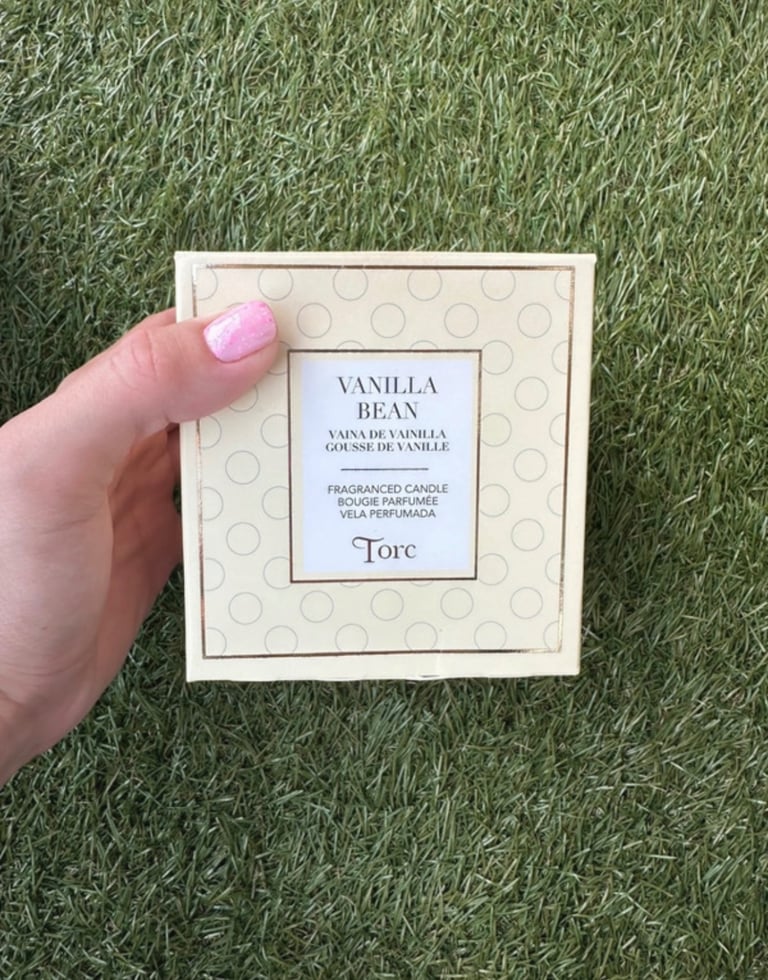 VANILLA
BEAN
VAINA DE VAINILLA
GOUSSE DE VANILLE
FRAGRANCED CANDLE
BOUGIE PARFUMÉE
VELA PERFUMADA
Torc